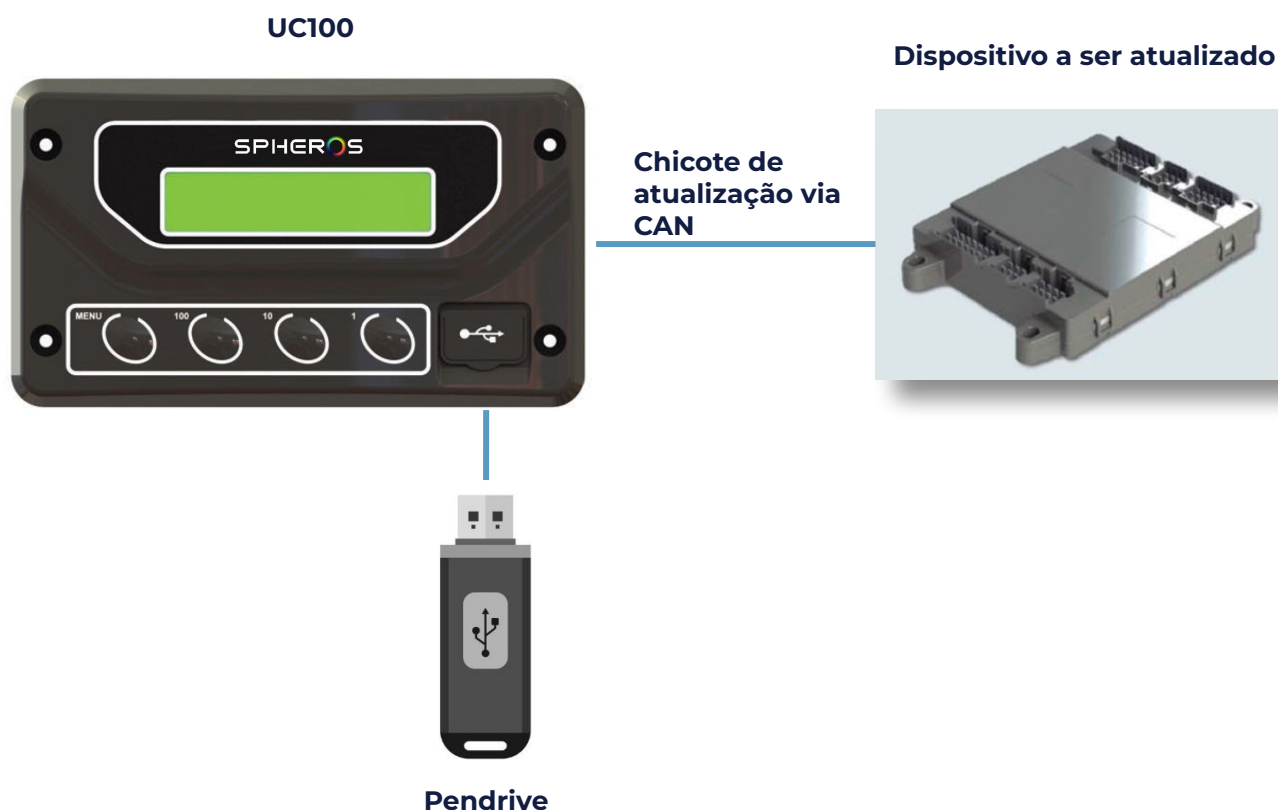 UC100
Dispositivo a ser atualizado
SPHEROS
Chicote de
atualização via
CAN
MENU 100 10 1
Pendrive